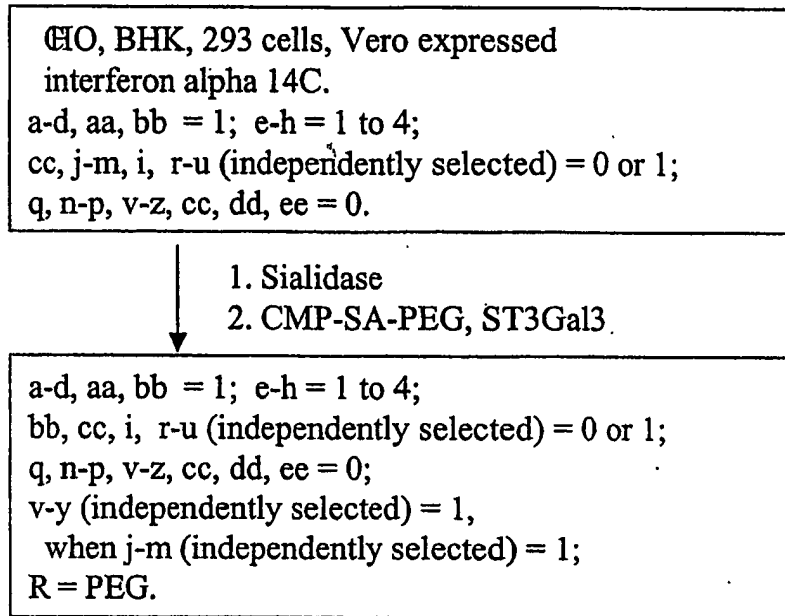 CHO, BHK, 293 cells, Vero expressed
interferon alpha 14C.
a-d, aa, bb = 1; e-h = 1 to 4;
cc, j-m, i, r-u (independently selected) = 0 or 1;
q, n-p, v-z, cc, dd, ee = 0.
1. Sialidase
2. CMP-SA-PEG, ST3Gal3
a-d, aa, bb = 1; e-h = 1 to 4;
bb, cc, i, r-u (independently selected) = 0 or 1;
q, n-p, v-z, cc, dd, ee = 0;
v-y (independently selected) = 1,
when j-m (independently selected) = 1;
R = PEG.